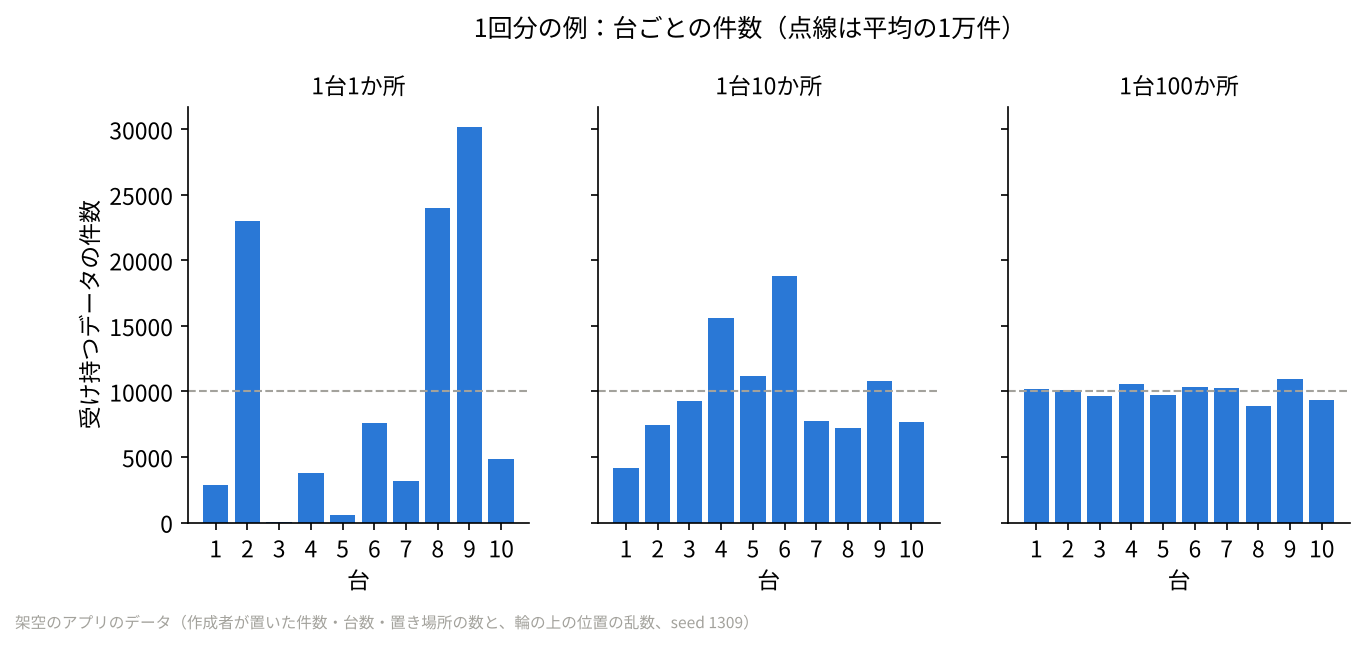 1回分の例：台ごとの件数（点線は平均の1万件）
1台1か所
1台10か所
1台100か所
受け持つデータの件数
30000
25000
20000
15000
10000
5000
0
1 2 3 4 5 6 7 8 9 10
1 2 3 4 5 6 7 8 9 10
1 2 3 4 5 6 7 8 9 10
台
台
台
架空のアプリのデータ（作成者が置いた件数・台数・置き場所の数と、輪の上の位置の乱数、seed 1309）